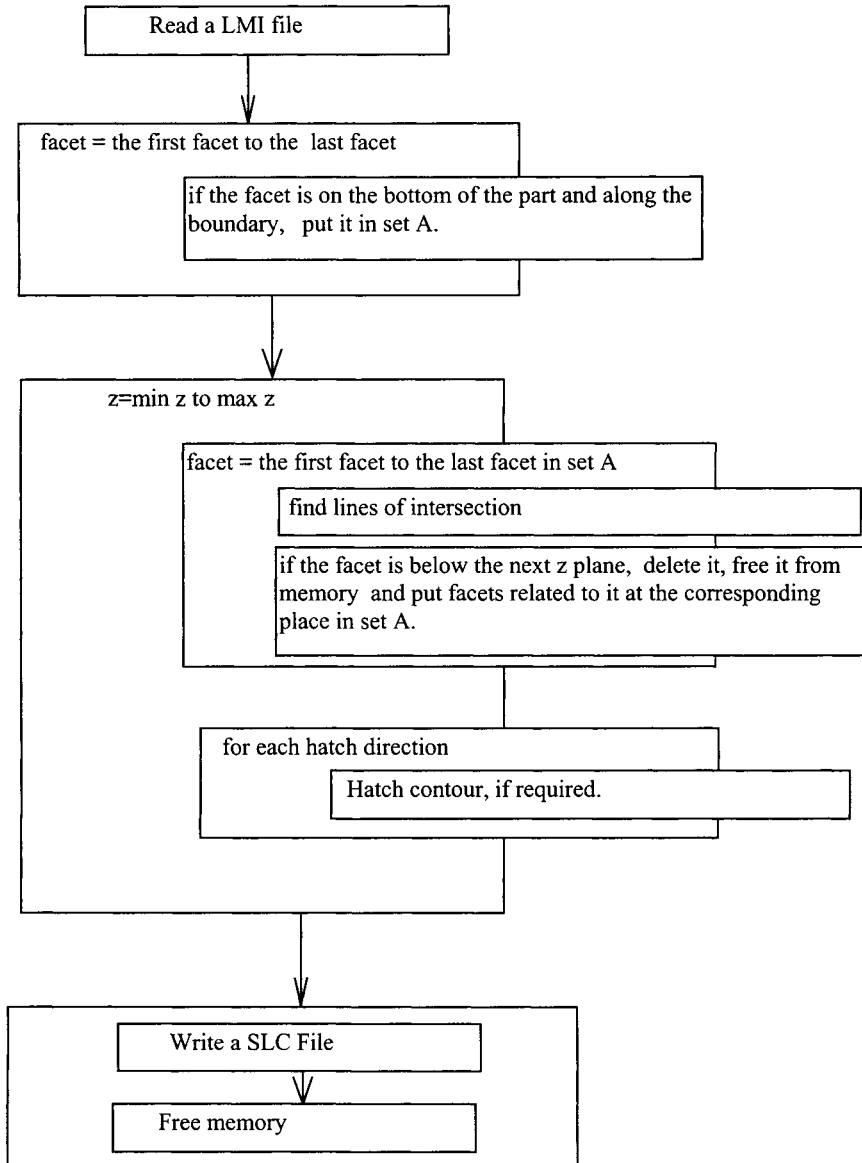 Read a LMI file
facet = the first facet to the last facet
if the facet is on the bottom of the part and along the
boundary, put it in set A.
z=min z to max z
facet = the first facet to the last facet in set A
find lines of intersection
if the facet is below the next z plane, delete it, free it from
memory and put facets related to it at the corresponding
place in set A.
for each hatch direction
Hatch contour, if required.
Write a SLC File
Free memory